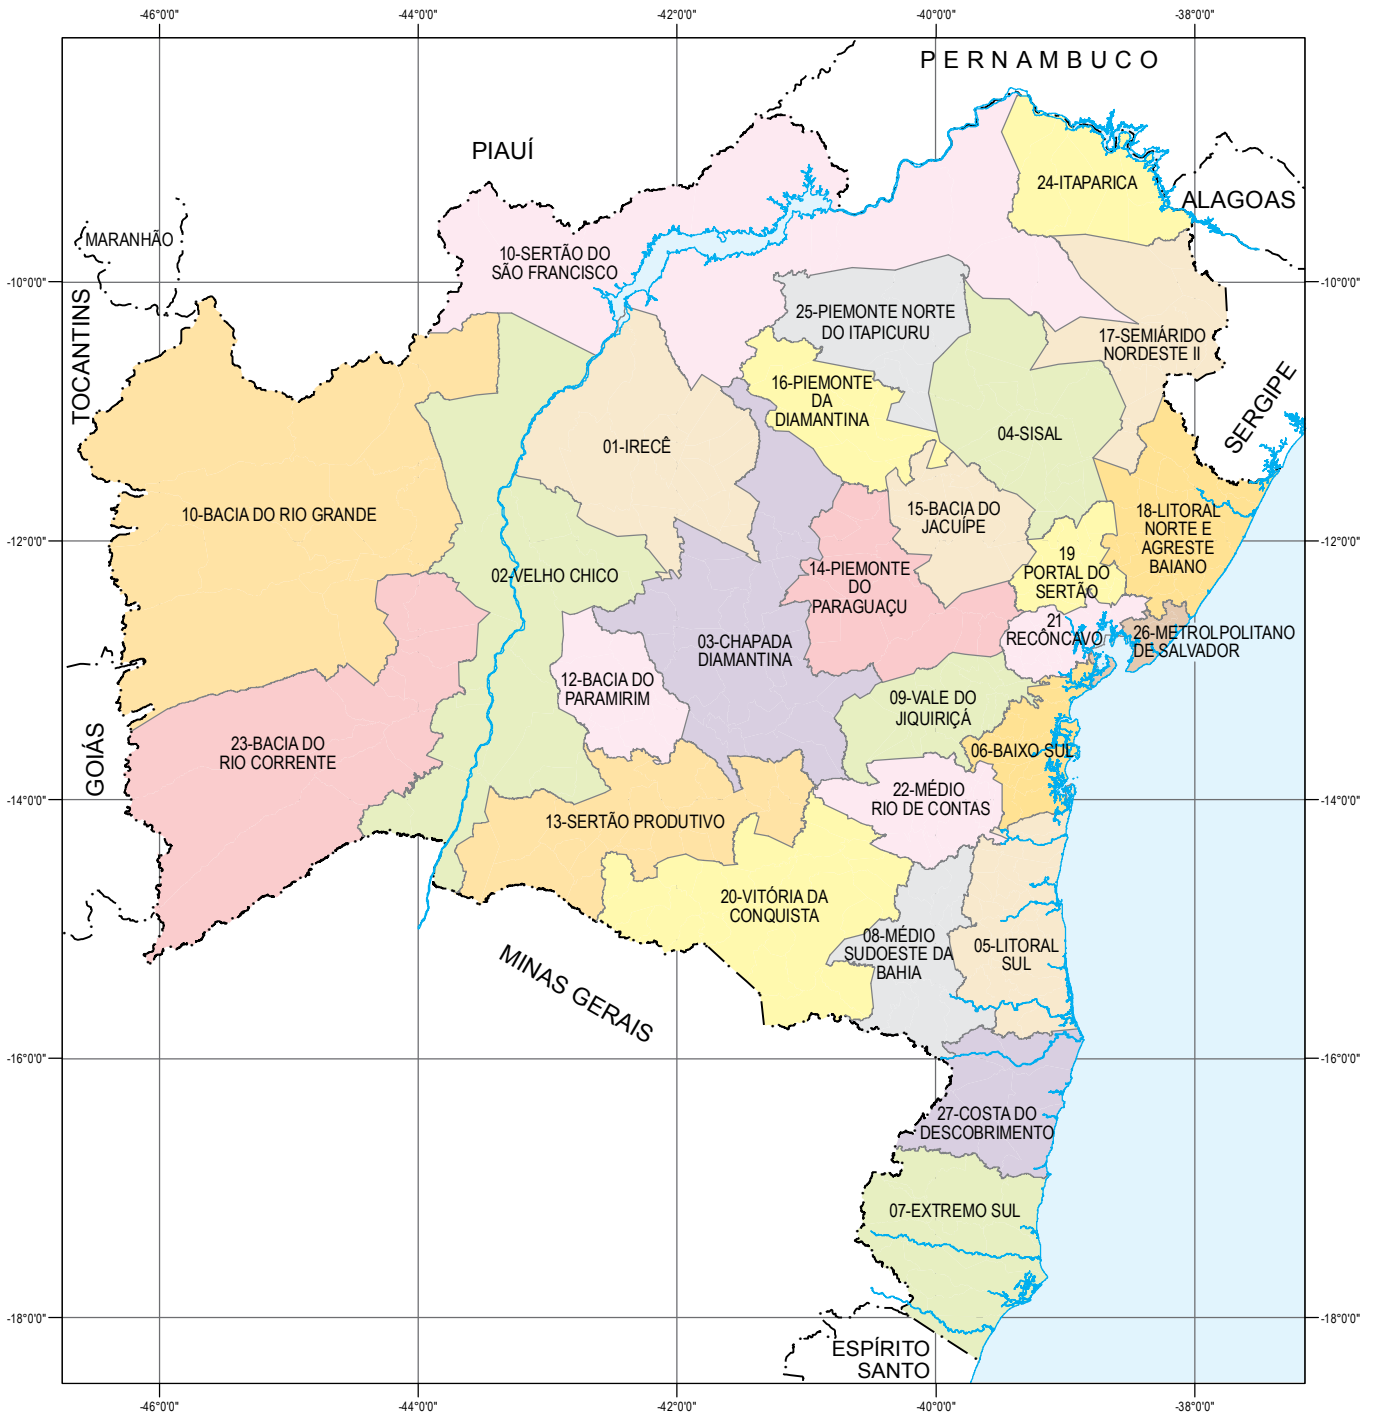 -46°0'0"
-44°0'0"
-42°0'0"
-40°0'0"
-38°0'0"
PERNAMBUCO
PIAUÍ
24-ITAPARICA
ALAGOAS
MARANHÃO
10-SERTÃO DO
SÃO FRANCISCO
-10°0'0"
-10°0'0"
TOCANTINS
25-PIEMONTE NORTE
DO ITAPICURU
17-SEMIÁRIDO
NORDESTE II
16-PIEMONTE
DA
DIAMANTINA
SERGIPE
01-IRECÊ
04-SISAL
10-BACIA DO RIO GRANDE
15-BACIA DO
JACUÍPE
18-LITORAL
NORTE E
AGRESTE
BAIANO
-12°0'0"
-12°0'0"
02-VELHO CHICO
14-PIEMONTE
DO
PARAGUAÇU
19
PORTAL DO
SERTÃO
21
RECÔNCAVO
26-METROLPOLITANO
DE SALVADOR
03-CHAPADA
DIAMANTINA
12-BACIA DO
PARAMIRIM
09-VALE DO
JIQUIRIÇÁ
GOIÁS
23-BACIA DO
RIO CORRENTE
06-BAIXO SUL
22-MÉDIO
RIO DE CONTAS
-14°0'0"
-14°0'0"
13-SERTÃO PRODUTIVO
20-VITÓRIA DA
CONQUISTA
08-MÉDIO
SUDOESTE DA
BAHIA
05-LITORAL
SUL
MINAS GERAIS
-16°0'0"
-16°0'0"
27-COSTA DO
DESCOBRIMENTO
07-EXTREMO SUL
-18°0'0"
-18°0'0"
ESPÍRITO
SANTO
-46°0'0"
-44°0'0"
-42°0'0"
-40°0'0"
-38°0'0"